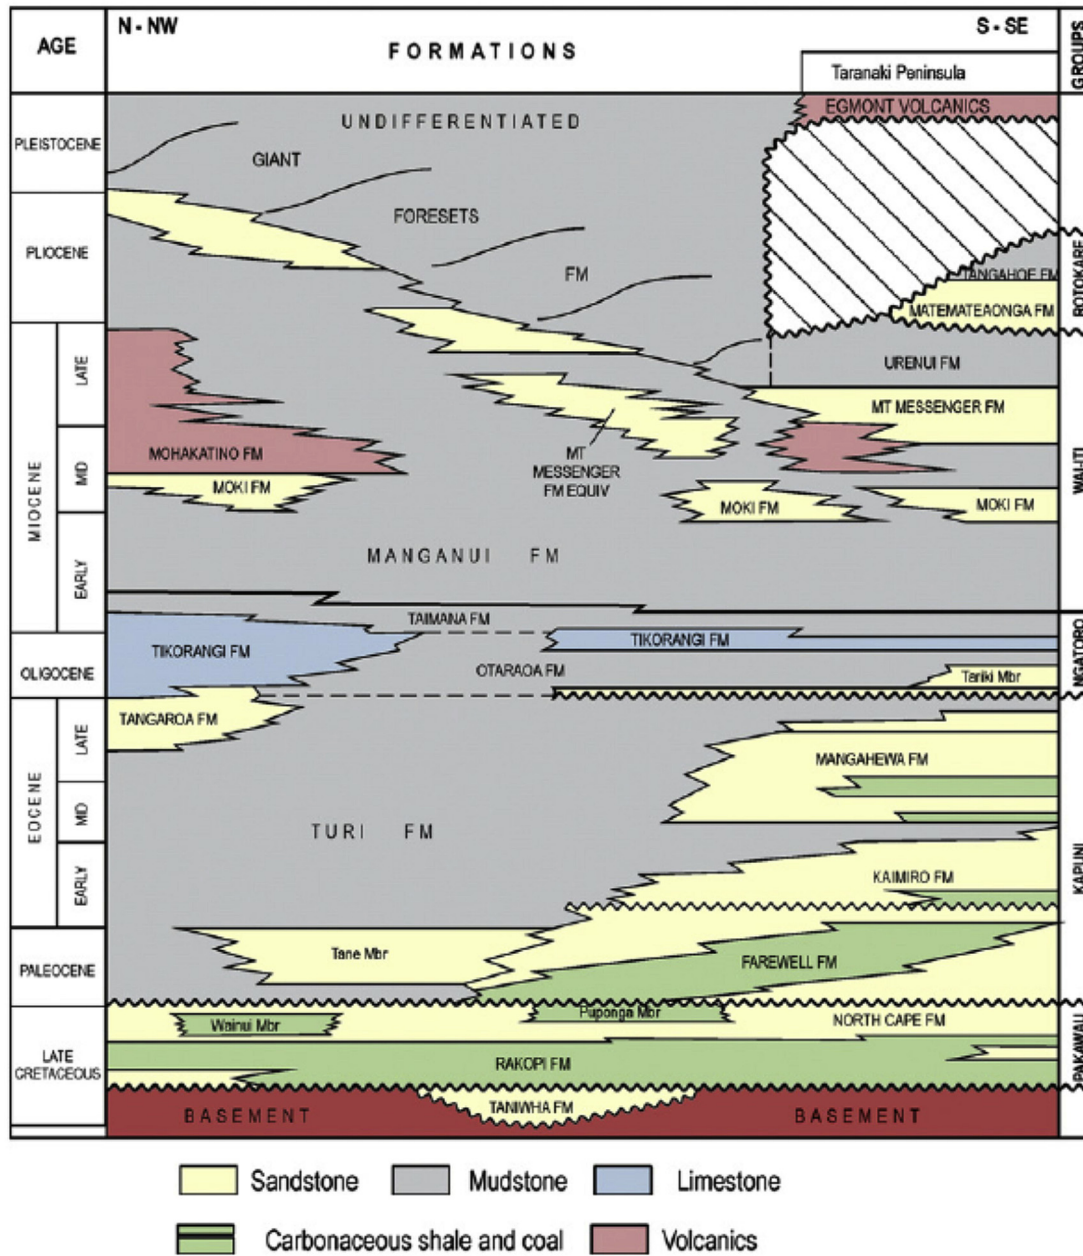 AGE
N - NW
FORMATIONS
S - SE
GROUPS
Taranaki Peninsula
EGMONT VOLCANICS
UNDIFFERENTIATED
PLEISTOCENE
GIANT
FORESETS
PLIOCENE
FM
TANGAHOE FM
MATEMATEAONGA FM
ROTOKARE
MIOCENE
LATE
URENUI FM
MT MESSENGER FM
MID
MOHAKATINO FM
MT
MESSENGER
FM EQUIV
WAI-ITI
MOKI FM
MOKI FM
MOKI FM
EARLY
MANGANUI FM
TAIMANA FM
TIKORANGI FM
TIKORANGI FM
NGATORO
OLIGOCENE
OTARAOA FM
Tariki Mbr
EOCENE
LATE
TANGAROA FM
MANGAHEWA FM
MID
TURI FM
KAPUNI
EARLY
KAIMIRO FM
PALEOCENE
Tane Mbr
FAREWELL FM
Wainui Mbr
Puponga Mbr
NORTH CAPE FM
PAKAWAU
LATE
CRETACEOUS
RAKOPI FM
TANIWHA FM
BASEMENT
BASEMENT
Sandstone
Mudstone
Limestone
Carbonaceous shale and coal
Volcanics